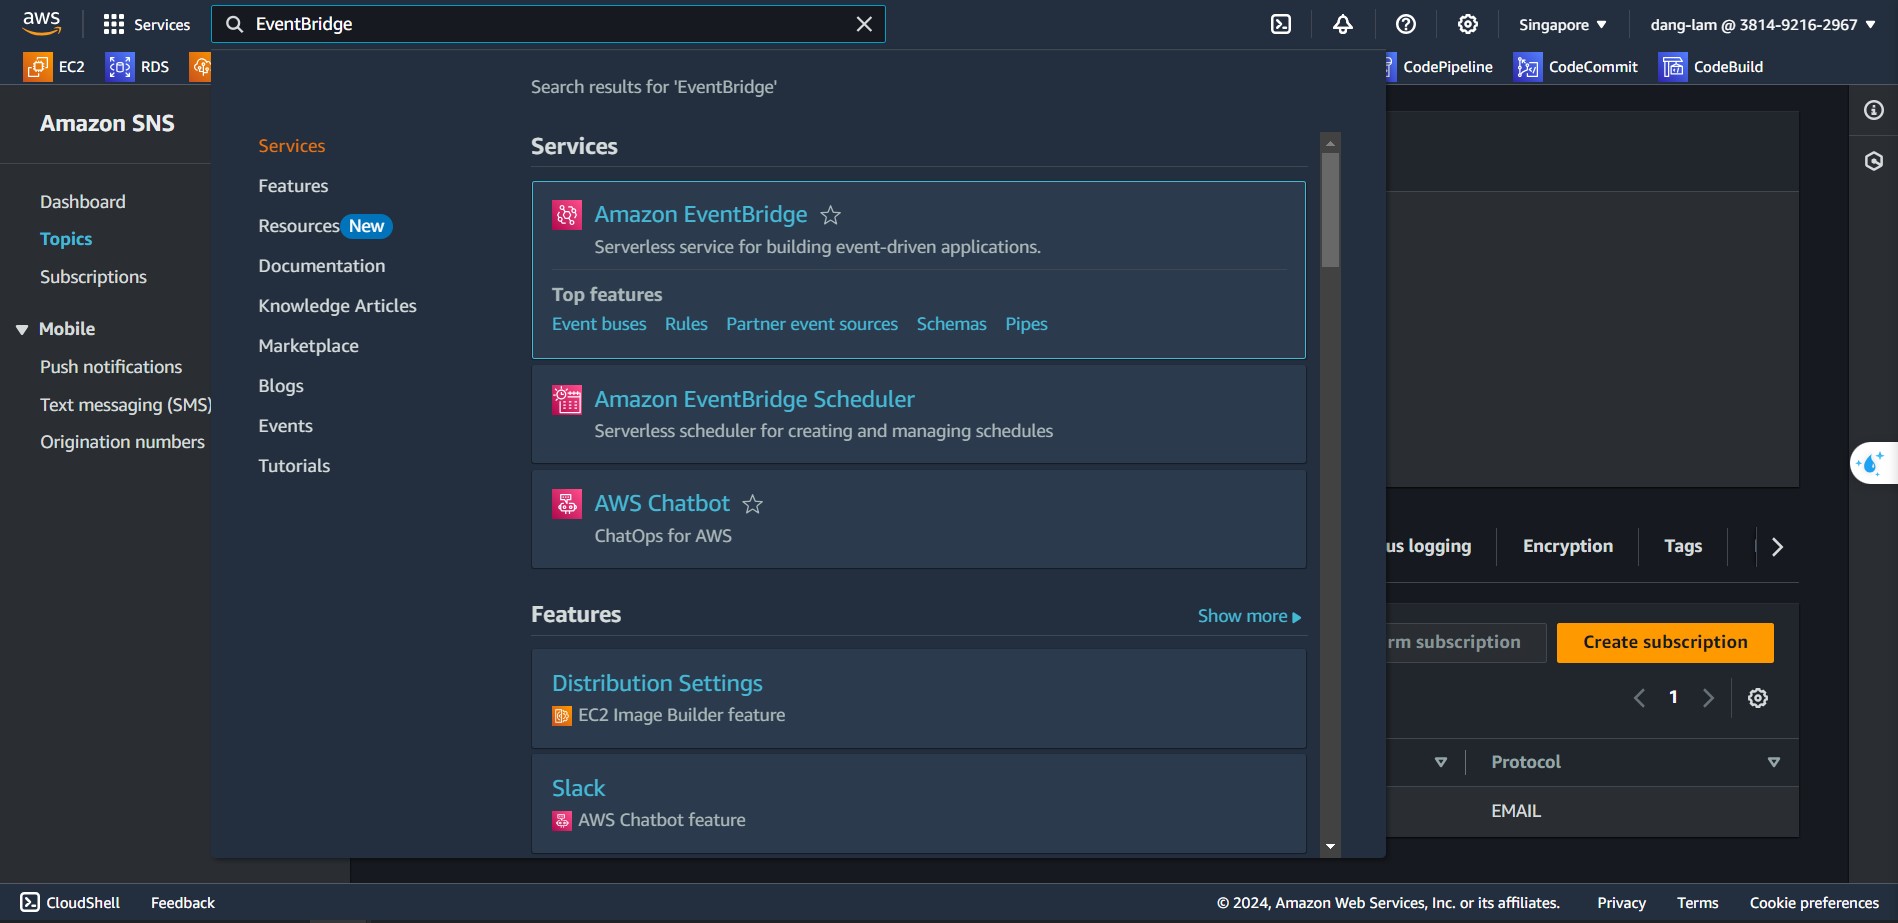 aws
Services
EventBridge
Singapore
dang-lam @ 3814-9216-2967
EC2
RDS
CodePipeline
CodeCommit
CodeBuild
Amazon SNS
Dashboard
Topics
Subscriptions
Mobile
Push notifications
Text messaging (SMS)
Origination numbers
Search results for 'EventBridge'
Services
Features
Resources New
Documentation
Knowledge Articles
Marketplace
Blogs
Events
Tutorials
Services
Amazon EventBridge
Serverless service for building event-driven applications.
Top features
Event buses Rules Partner event sources Schemas Pipes
Amazon EventBridge Scheduler
Serverless scheduler for creating and managing schedules
AWS Chatbot
ChatOps for AWS
Features
Show more
Distribution Settings
EC2 Image Builder feature
Slack
AWS Chatbot feature
us logging
Encryption
Tags
rm subscription
Create subscription
1
Protocol
EMAIL
CloudShell
Feedback
© 2024, Amazon Web Services, Inc. or its affiliates.
Privacy
Terms
Cookie preferences